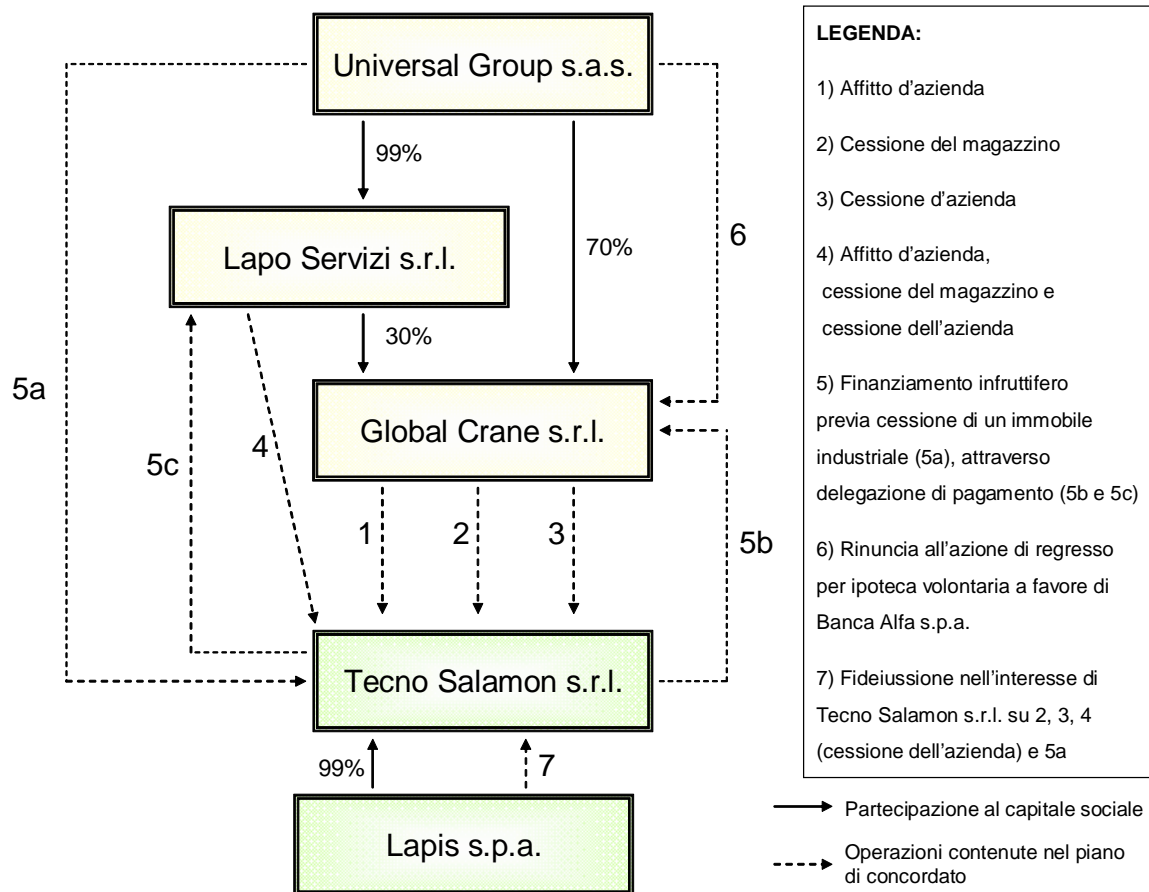 Universal Group s.a.s.
99%
70%
6
Lapo Servizi s.r.l.
30%
5a
5c
4
Global Crane s.r.l.
1
2
3
5b
Tecno Salamon s.r.l.
99%
7
Lapis s.p.a.
LEGENDA:
1) Affitto d'azienda
2) Cessione del magazzino
3) Cessione d'azienda
4) Affitto d'azienda,
cessione del magazzino e
cessione dell'azienda
5) Finanziamento infruttifero
previa cessione di un immobile
industriale (5a), attraverso
delegazione di pagamento (5b e 5c)
6) Rinuncia all'azione di regresso
per ipoteca volontaria a favore di
Banca Alfa s.p.a.
7) Fideiussione nell'interesse di
Tecno Salamon s.r.l. su 2, 3, 4
(cessione dell'azienda) e 5a
Partecipazione al capitale sociale
Operazioni contenute nel piano
di concordato